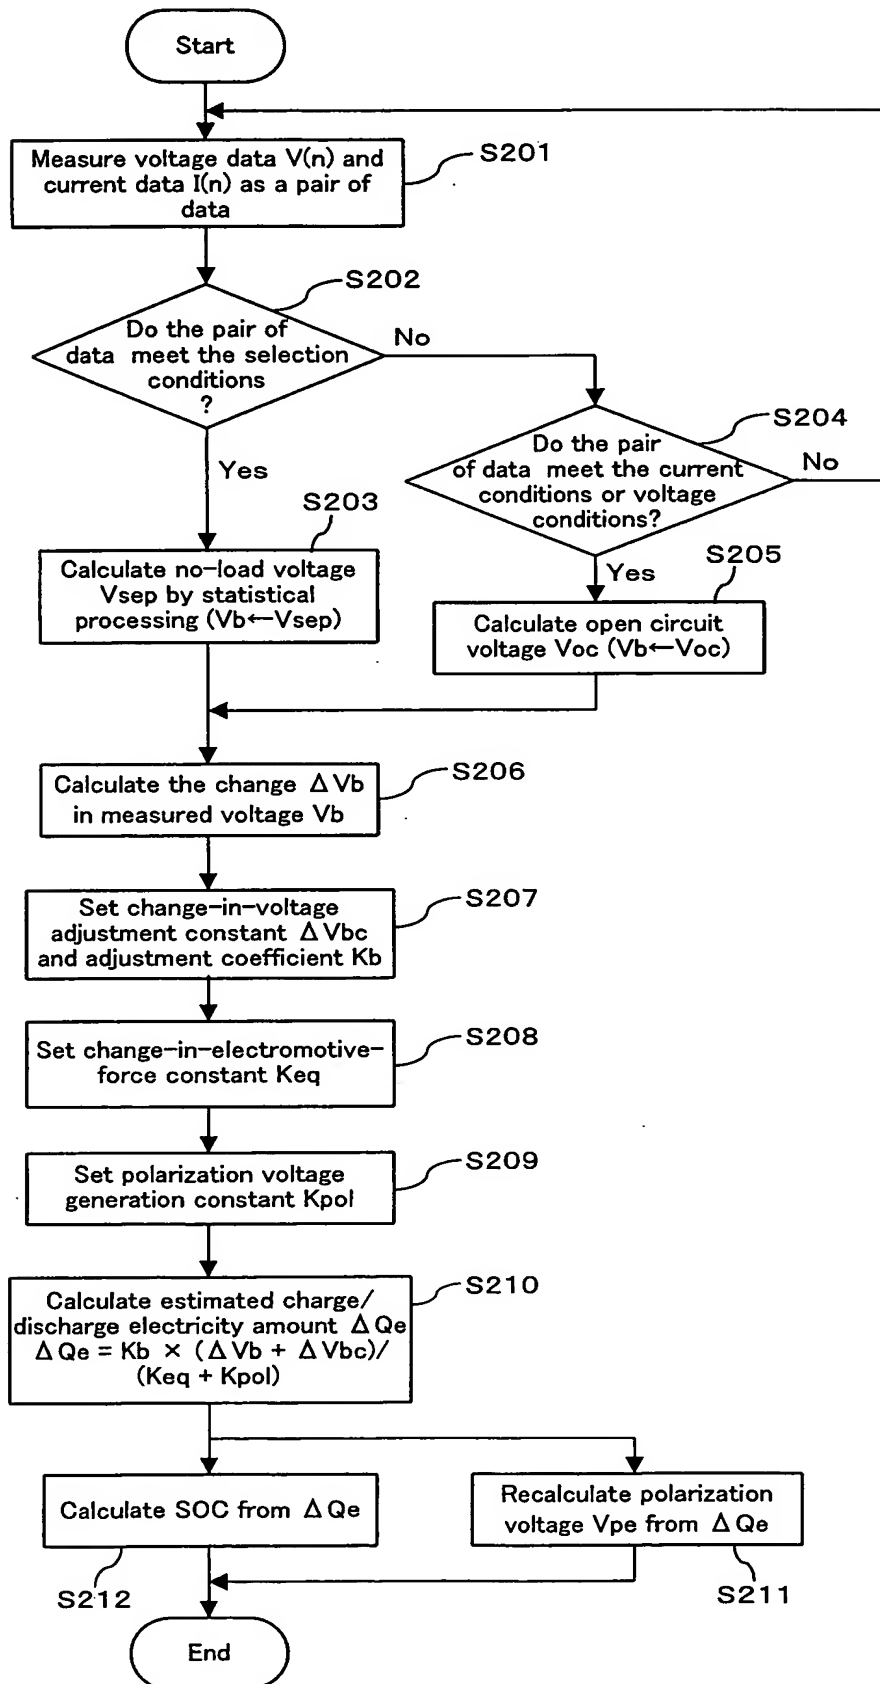 Start
Measure voltage data V(n) and
current data I(n) as a pair of
data
S201
S202
Do the pair of
data meet the selection
conditions
?
No
Yes
S204
Do the pair
of data meet the current
conditions or voltage
conditions?
No
Yes
S203
Calculate no-load voltage
Vsep by statistical
processing (Vb←Vsep)
S205
Calculate open circuit
voltage Voc (Vb←Voc)
Calculate the change ΔVb
in measured voltage Vb
S206
Set change-in-voltage
adjustment constant ΔVbc
and adjustment coefficient Kb
S207
Set change-in-electromotive-
force constant Keq
S208
Set polarization voltage
generation constant Kpol
S209
Calculate estimated charge/
discharge electricity amount ΔQe
ΔQe = Kb × (ΔVb + ΔVbc)/
(Keq + Kpol)
S210
Calculate SOC from ΔQe
S212
Recalculate polarization
voltage Vpe from ΔQe
S211
End